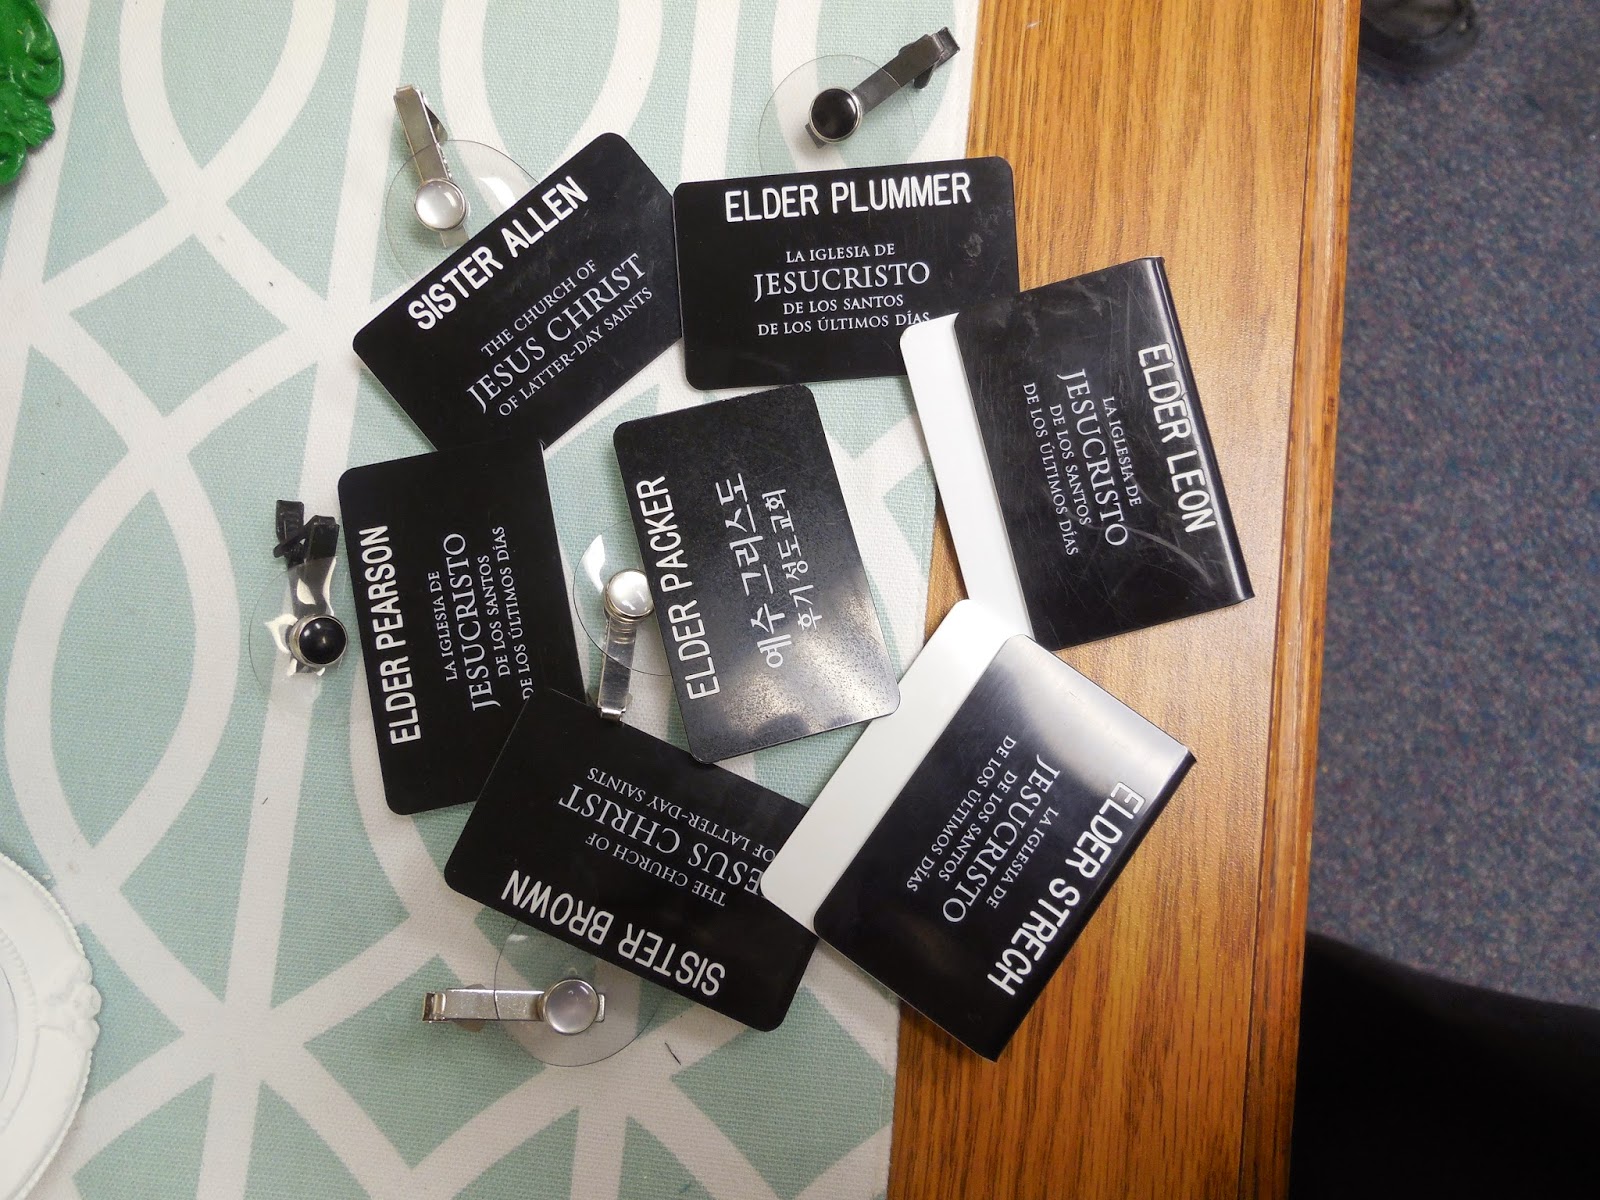 SISTER ALLEN
THE CHURCH OF
JESUS CHRIST
OF LATTER-DAY SAINTS
ELDER PLUMMER
LA IGLESIA DE
JESUCRISTO
DE LOS SANTOS
DE LOS ÚLTIMOS DÍAS
ELDER LEON
LA IGLESIA DE
JESUCRISTO
DE LOS SANTOS
DE LOS ÚLTIMOS DÍAS
ELDER PEARSON
LA IGLESIA DE
JESUCRISTO
DE LOS SANTOS
DE LOS ÚLTIMOS DÍAS
ELDER PACKER
예수 그리스도
후기 성도 교회
SISTER BROWN
THE CHURCH OF
JESUS CHRIST
OF LATTER-DAY SAINTS
ELDER STRECH
LA IGLESIA DE
JESUCRISTO
DE LOS SANTOS
DE LOS ÚLTIMOS DÍAS